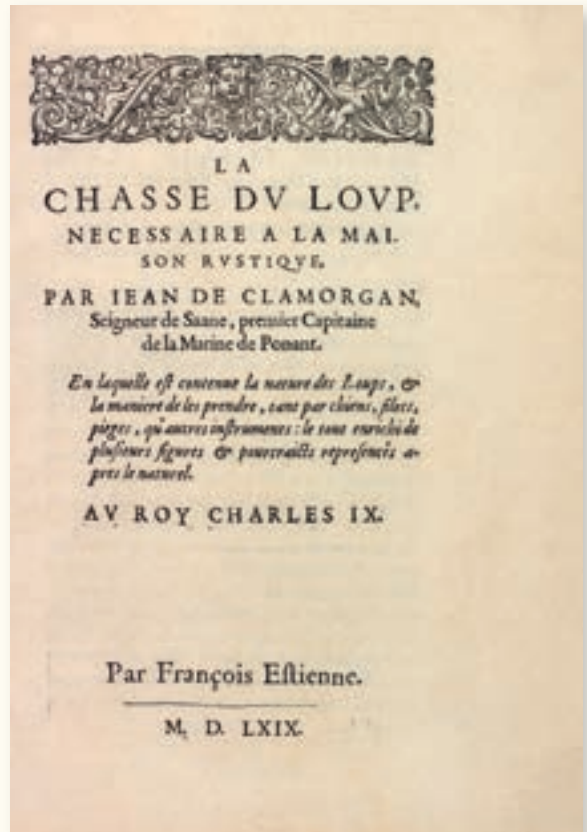 LA
CHASSE DV LOVP.
NECESSAIRE A LA MAI.
SON RVSTIQVE.
PAR IEAN DE CLAMORGAN,
Seigneur de Saane, premier Capitaine
de la Marine de Ponant.
En laquelle est contenue la nature des Loups, &
la maniere de les prendre, tant par chiens, filets,
pieges, qu'autres instruments : le tout enrichi de
plusieurs figures & pourtraicts representés a-
pres le naturel.
AV ROY CHARLES IX.
Par François Estienne.
M. D. LXIX.